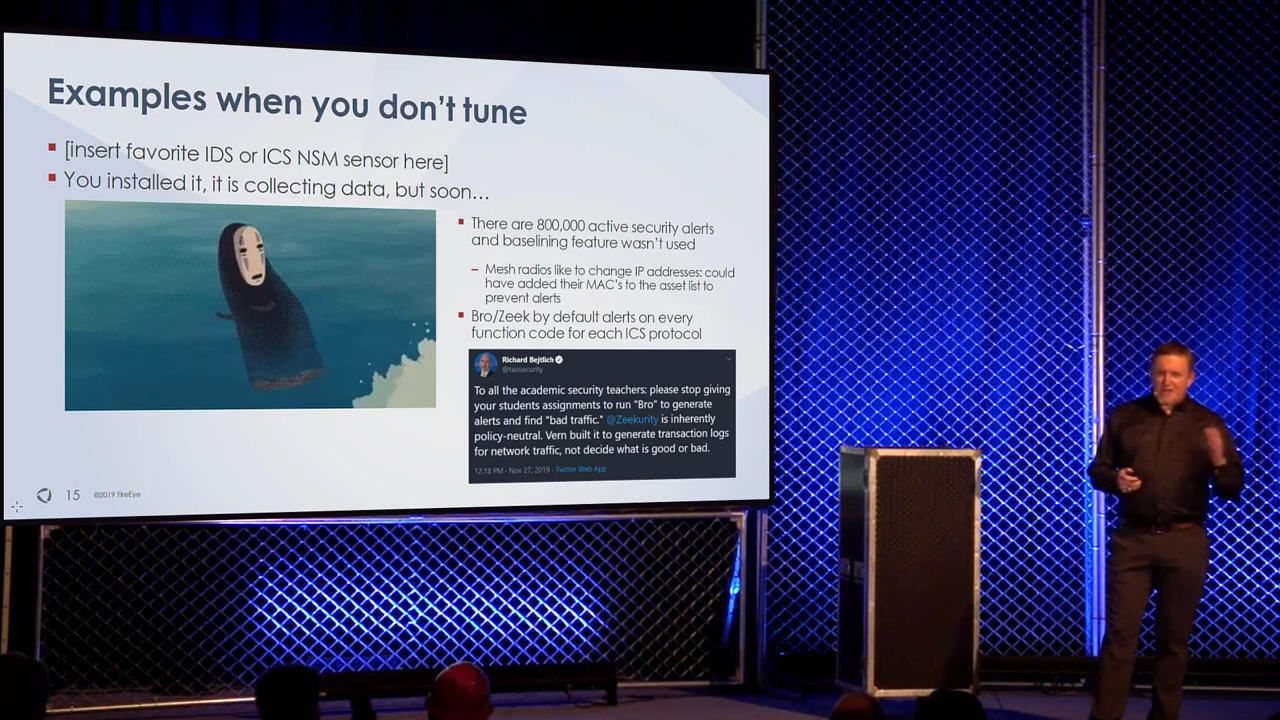 Examples when you don't tune
[insert favorite IDS or ICS NSM sensor here]
You installed it, it is collecting data, but soon…
There are 800,000 active security alerts
and baselining feature wasn't used
Mesh radios like to change IP addresses: could
have added their MAC's to the asset list to
prevent alerts
Bro/Zeek by default alerts on every
function code for each ICS protocol
Richard Bejtlich
@taosecurity
To all the academic security teachers: please stop giving
your students assignments to run "Bro" to generate
alerts and find "bad traffic." @Zeekurity is inherently
policy-neutral. Vern built it to generate transaction logs
for network traffic, not decide what is good or bad.
12:18 PM · Nov 27, 2019 · Twitter Web App
15 ©2019 FireEye